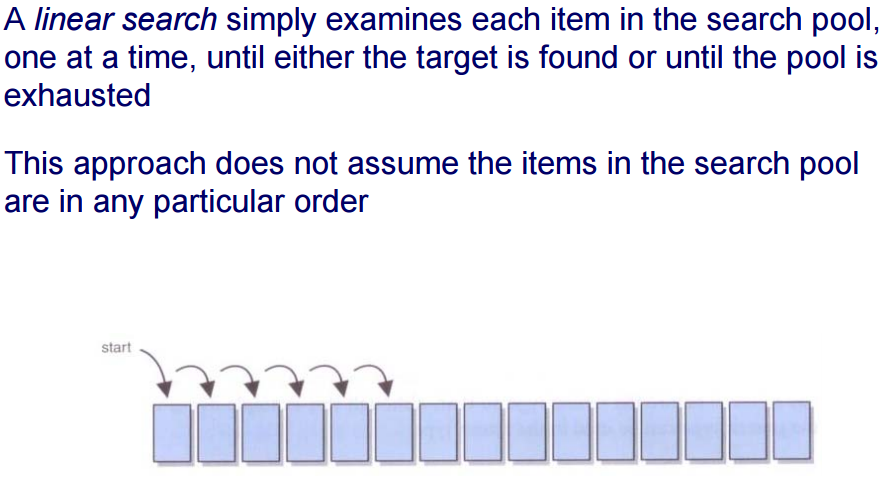 A linear search simply examines each item in the search pool,
one at a time, until either the target is found or until the pool is
exhausted
This approach does not assume the items in the search pool
are in any particular order
start